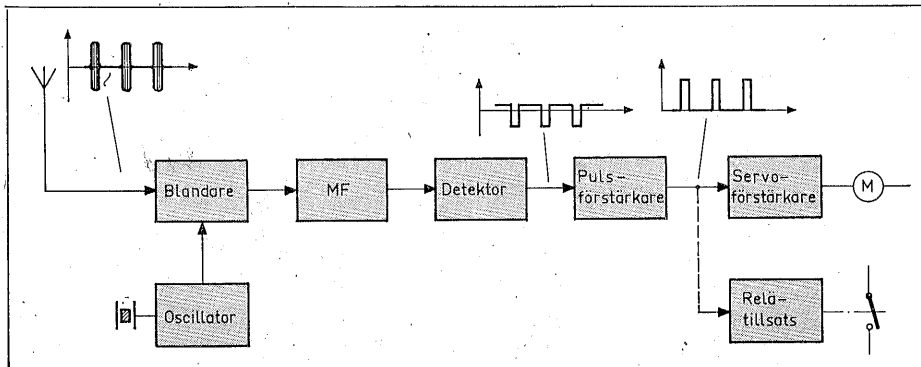 Blandare
MF
Detektor
Puls-
förstärkare
Servo-
förstärkare
M
Oscillator
Relä-
tillsats